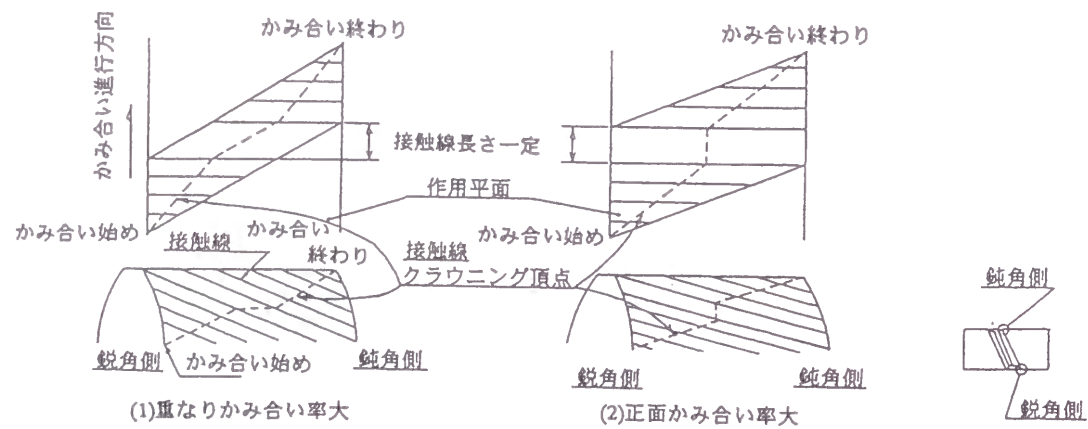 かみ合い進行方向
かみ合い終わり
接触線長さ一定
作用平面
かみ合い始め
接触線
かみ合い
終わり
接触線
クラウニング頂点
鋭角側
かみ合い始め
鈍角側
(1)重なりかみ合い率大
かみ合い終わり
かみ合い始め
鋭角側
鈍角側
(2)正面かみ合い率大
鈍角側
鋭角側